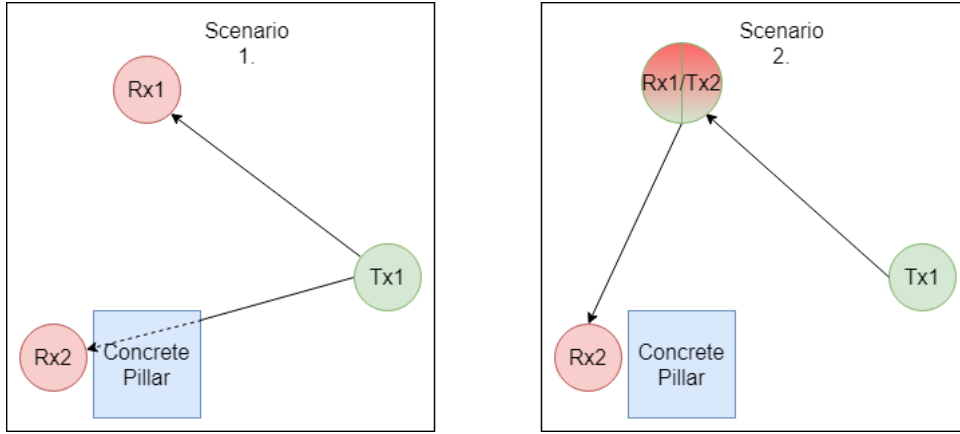 Scenario
1.
Rx1
Tx1
Rx2
Concrete
Pillar
Scenario
2.
Rx1/Tx2
Tx1
Rx2
Concrete
Pillar